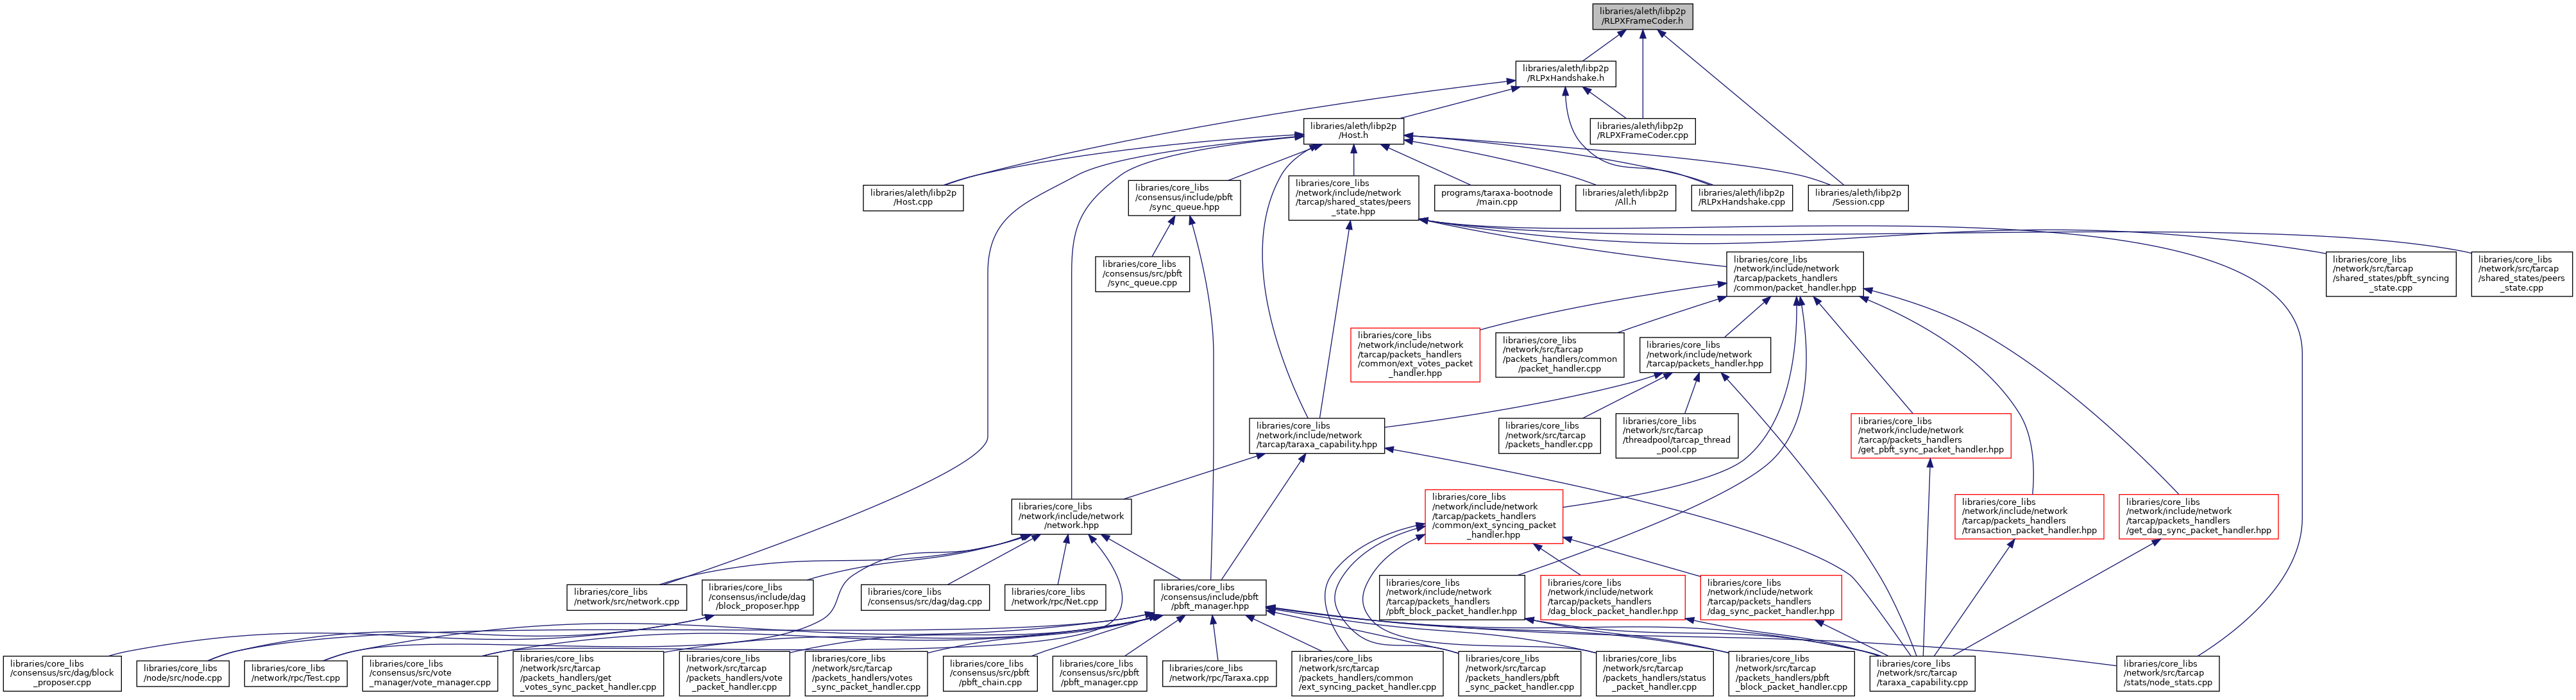 libraries/aleth/libp2p
/RLPXFrameCoder.h
libraries/aleth/libp2p
/RLPxHandshake.h
libraries/aleth/libp2p
/Host.h
libraries/aleth/libp2p
/RLPXFrameCoder.cpp
libraries/aleth/libp2p
/Host.cpp
libraries/core_libs
/consensus/include/pbft
/sync_queue.hpp
libraries/core_libs
/network/include/network
/tarcap/shared_states/peers
_state.hpp
programs/taraxa-bootnode
/main.cpp
libraries/aleth/libp2p
/All.h
libraries/aleth/libp2p
/RLPxHandshake.cpp
libraries/aleth/libp2p
/Session.cpp
libraries/core_libs
/consensus/src/pbft
/sync_queue.cpp
libraries/core_libs
/network/include/network
/tarcap/packets_handlers
/common/packet_handler.hpp
libraries/core_libs
/network/src/tarcap
/shared_states/pbft_syncing
_state.cpp
libraries/core_libs
/network/src/tarcap
/shared_states/peers
_state.cpp
libraries/core_libs
/network/include/network
/tarcap/packets_handlers
/common/ext_votes_packet
_handler.hpp
libraries/core_libs
/network/src/tarcap
/packets_handlers/common
/packet_handler.cpp
libraries/core_libs
/network/include/network
/tarcap/packets_handler.hpp
libraries/core_libs
/network/include/network
/tarcap/taraxa_capability.hpp
libraries/core_libs
/network/src/tarcap
/packets_handler.cpp
libraries/core_libs
/network/src/tarcap
/threadpool/tarcap_thread
_pool.cpp
libraries/core_libs
/network/include/network
/tarcap/packets_handlers
/get_pbft_sync_packet_handler.hpp
libraries/core_libs
/network/include/network
/network.hpp
libraries/core_libs
/network/include/network
/tarcap/packets_handlers
/common/ext_syncing_packet
_handler.hpp
libraries/core_libs
/network/include/network
/tarcap/packets_handlers
/transaction_packet_handler.hpp
libraries/core_libs
/network/include/network
/tarcap/packets_handlers
/get_dag_sync_packet_handler.hpp
libraries/core_libs
/network/src/network.cpp
libraries/core_libs
/consensus/include/dag
/block_proposer.hpp
libraries/core_libs
/consensus/src/dag/dag.cpp
libraries/core_libs
/network/rpc/Net.cpp
libraries/core_libs
/consensus/include/pbft
/pbft_manager.hpp
libraries/core_libs
/network/include/network
/tarcap/packets_handlers
/pbft_block_packet_handler.hpp
libraries/core_libs
/network/include/network
/tarcap/packets_handlers
/dag_block_packet_handler.hpp
libraries/core_libs
/network/include/network
/tarcap/packets_handlers
/dag_sync_packet_handler.hpp
libraries/core_libs
/consensus/src/dag/block
_proposer.cpp
libraries/core_libs
/node/src/node.cpp
libraries/core_libs
/network/rpc/Test.cpp
libraries/core_libs
/consensus/src/vote
_manager/vote_manager.cpp
libraries/core_libs
/network/src/tarcap
/packets_handlers/get
_votes_sync_packet_handler.cpp
libraries/core_libs
/network/src/tarcap
/packets_handlers/vote
_packet_handler.cpp
libraries/core_libs
/network/src/tarcap
/packets_handlers/votes
_sync_packet_handler.cpp
libraries/core_libs
/consensus/src/pbft
/pbft_chain.cpp
libraries/core_libs
/consensus/src/pbft
/pbft_manager.cpp
libraries/core_libs
/network/rpc/Taraxa.cpp
libraries/core_libs
/network/src/tarcap
/packets_handlers/common
/ext_syncing_packet_handler.cpp
libraries/core_libs
/network/src/tarcap
/packets_handlers/pbft
_sync_packet_handler.cpp
libraries/core_libs
/network/src/tarcap
/packets_handlers/status
_packet_handler.cpp
libraries/core_libs
/network/src/tarcap
/packets_handlers/pbft
_block_packet_handler.cpp
libraries/core_libs
/network/src/tarcap
/taraxa_capability.cpp
libraries/core_libs
/network/src/tarcap
/stats/node_stats.cpp